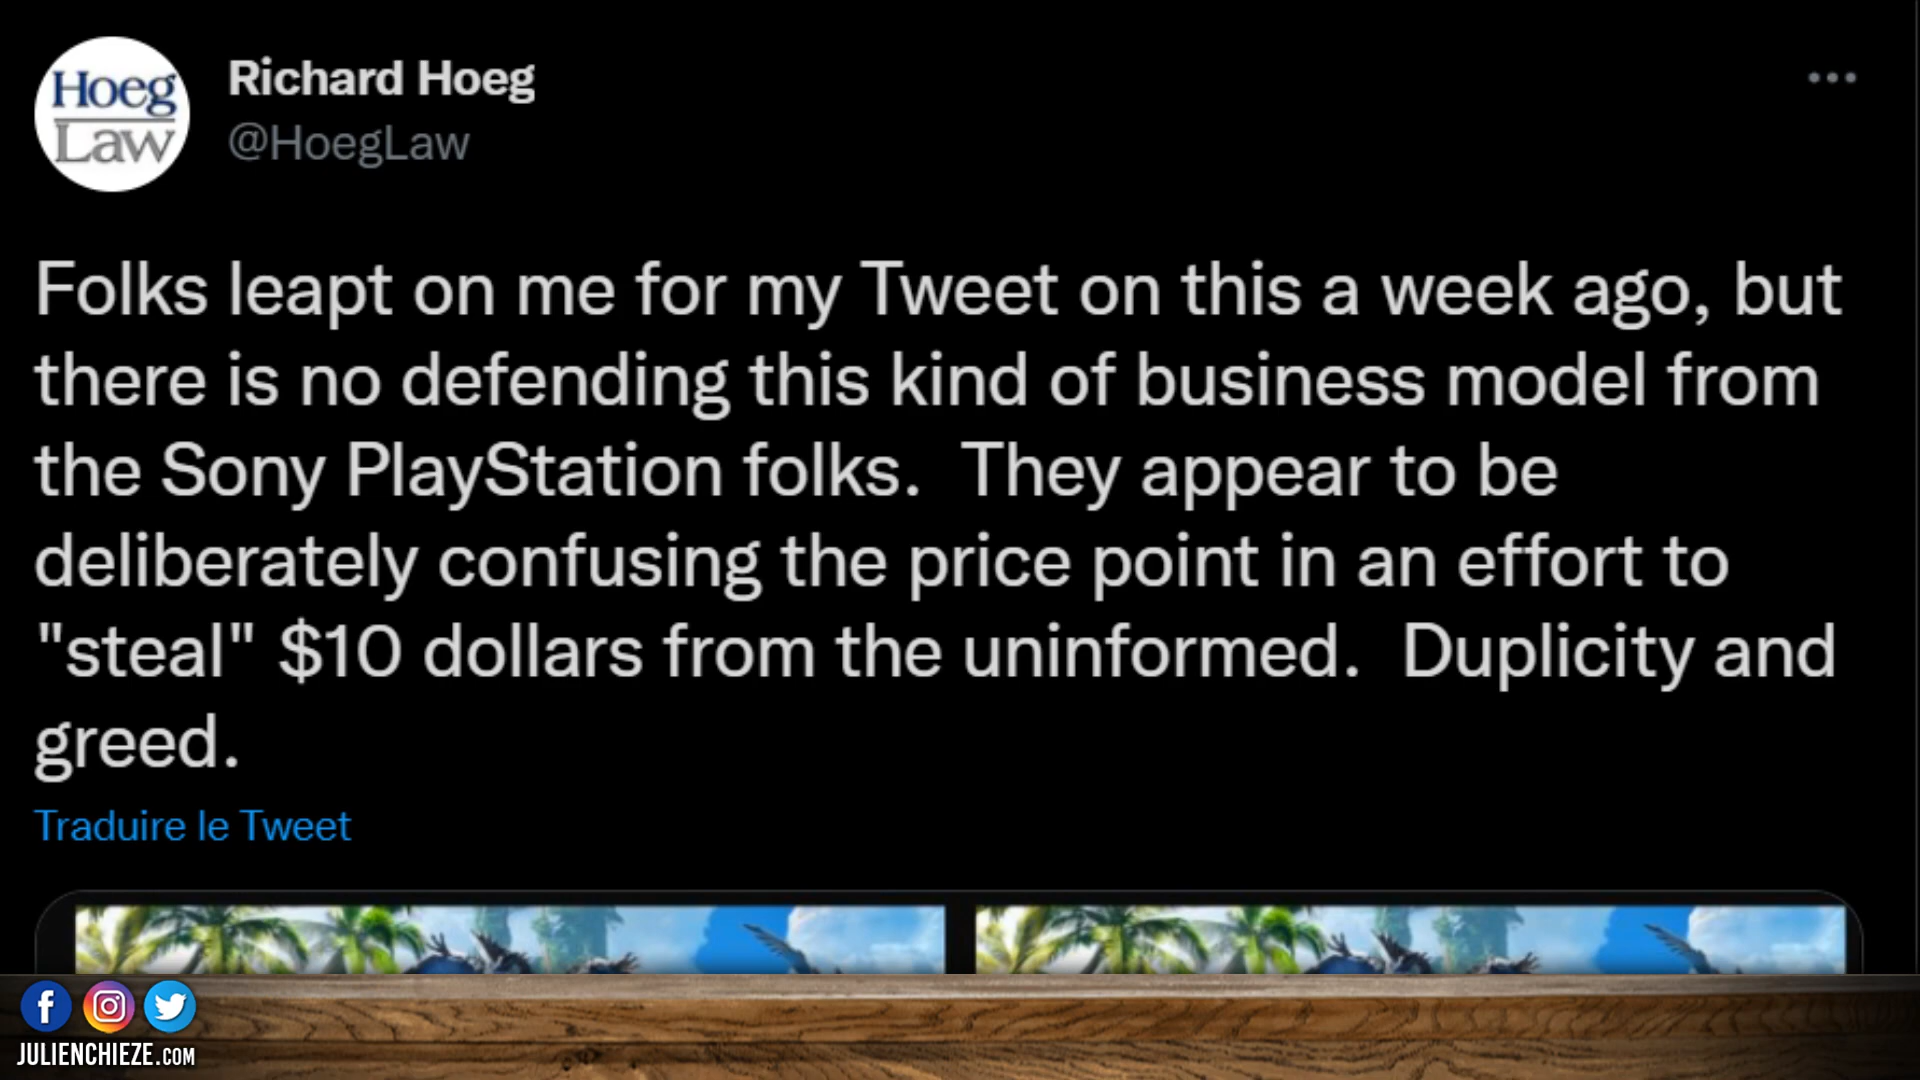 Hoeg
Law
Richard Hoeg
@HoegLaw
Folks leapt on me for my Tweet on this a week ago, but
there is no defending this kind of business model from
the Sony PlayStation folks.  They appear to be
deliberately confusing the price point in an effort to
"steal" $10 dollars from the uninformed.  Duplicity and
greed.
Traduire le Tweet
JULIENCHIEZE.COM